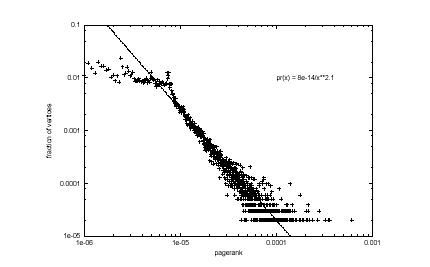 0.1
pr(x) = 8e-14/x**2.1
0.01
fraction of vertices
0.001
0.0001
1e-05
1e-06
1e-05
0.0001
0.001
pagerank